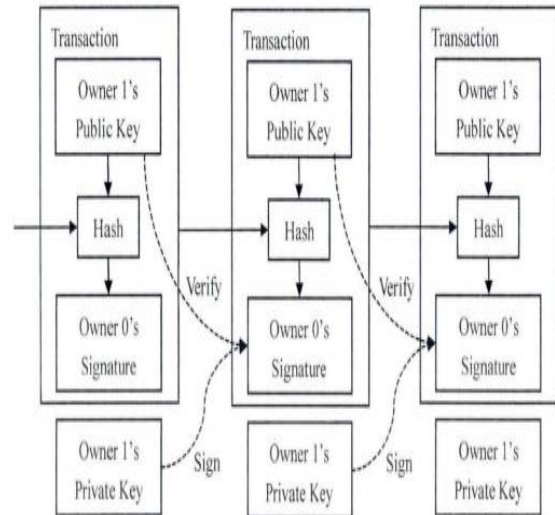 Transaction
Owner 1's
Public Key
Hash
Owner 0's
Signature
Owner 1's
Private Key
Verify
Sign
Transaction
Owner 1's
Public Key
Hash
Owner 0's
Signature
Owner 1's
Private Key
Verify
Sign
Transaction
Owner 1's
Public Key
Hash
Owner 0's
Signature
Owner 1's
Private Key